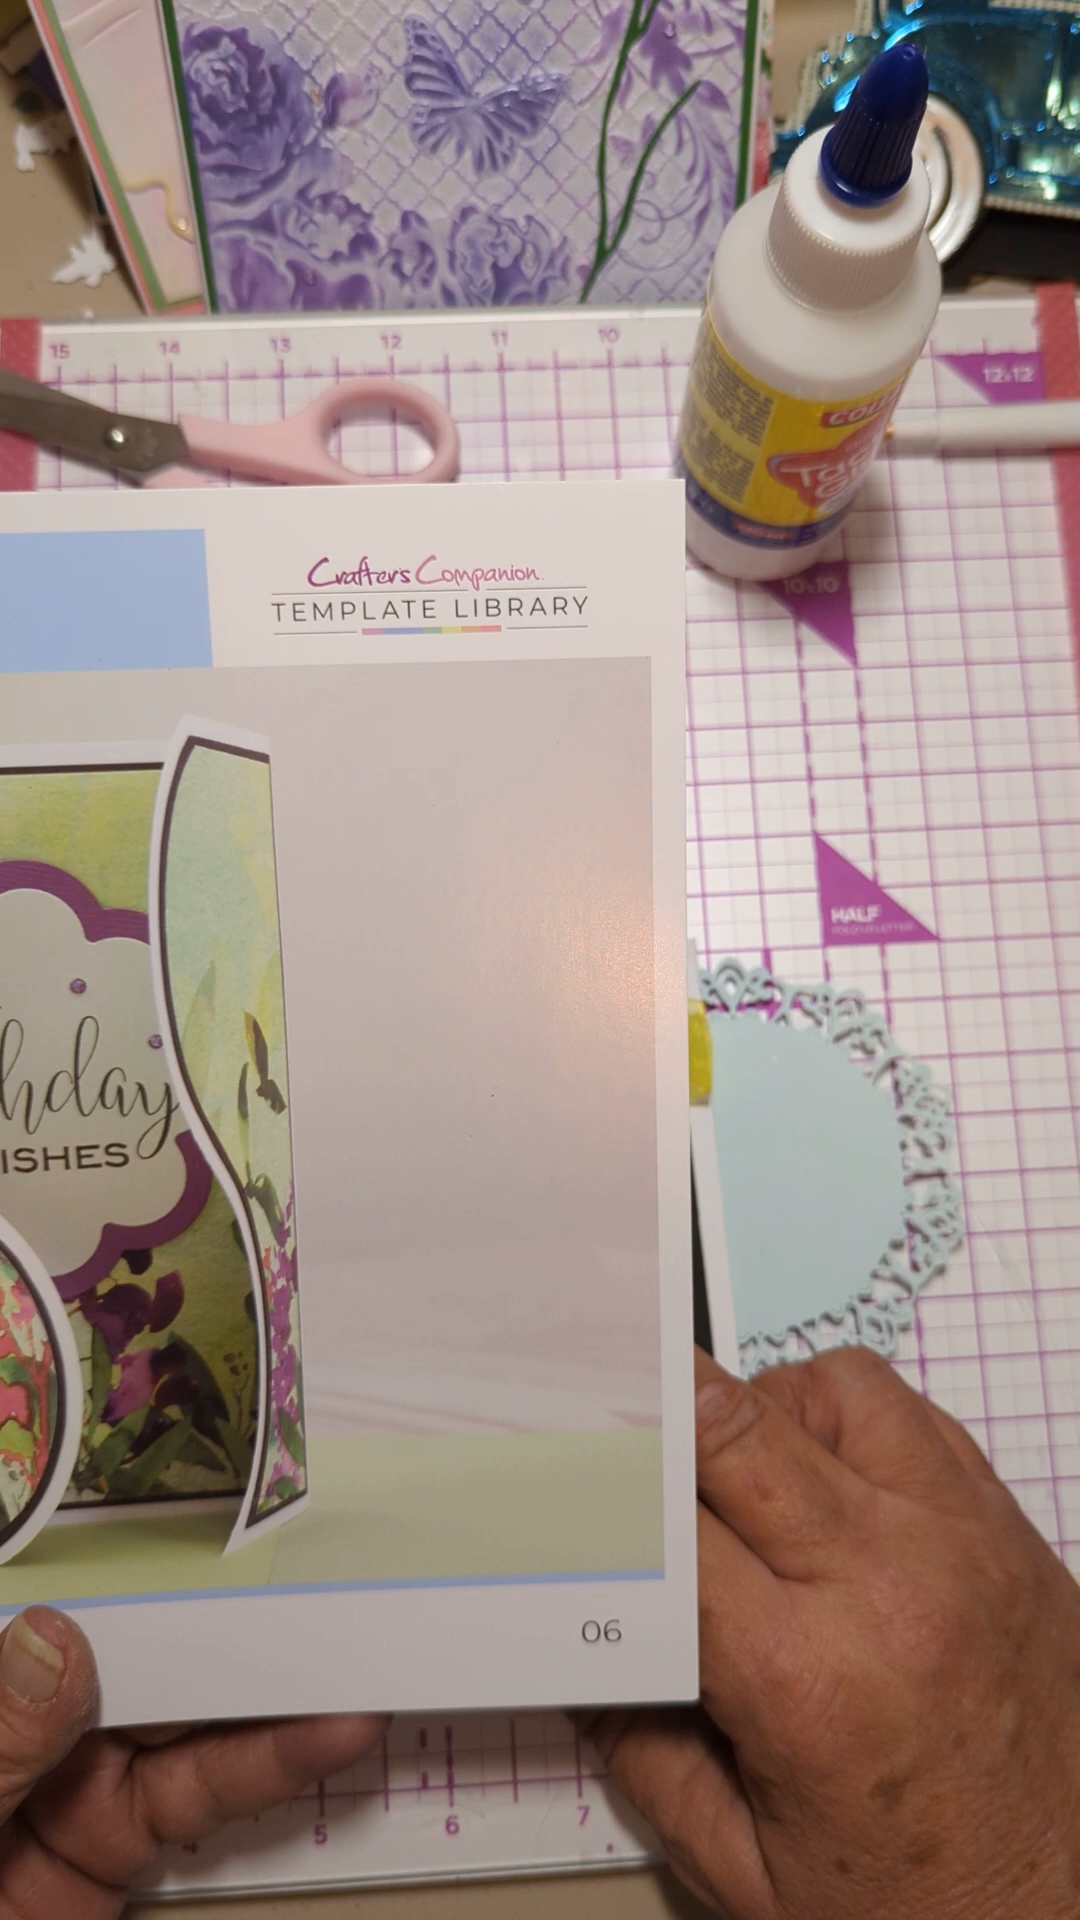 15 14 13 12 11 10
12x12
Tac
10x10
Crafter's Companion.
TEMPLATE LIBRARY
HALF
hday
ISHES
06
5 6 7